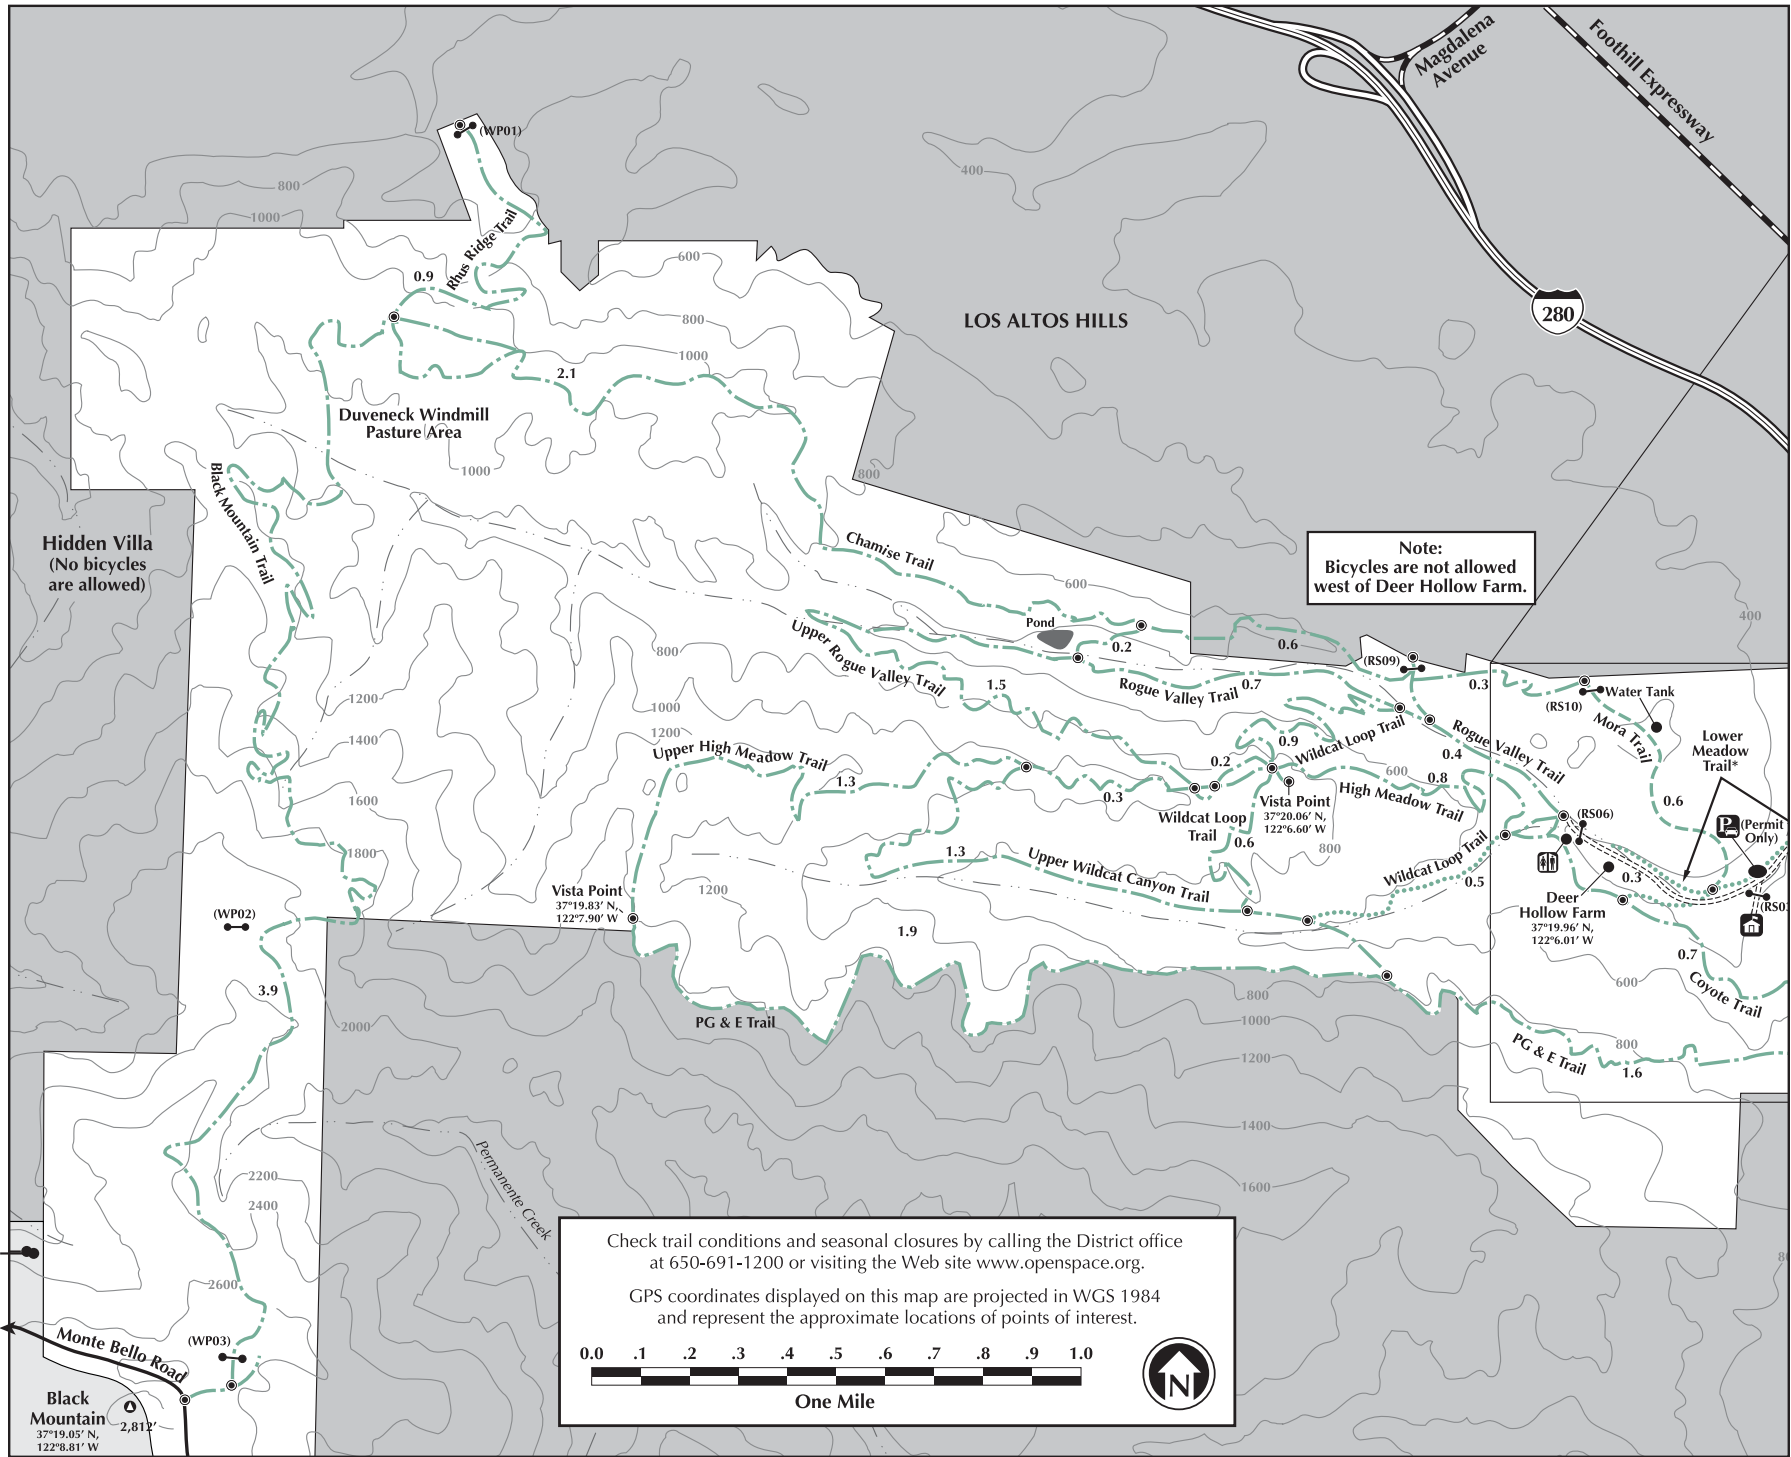 Magdalena
Avenue
Foothill Expressway
280
(WP01)
400
800
1000
Rhus Ridge Trail
600
0.9
800
LOS ALTOS HILLS
1000
2.1
Duveneck Windmill
Pasture Area
1000
800
Black Mountain Trail
Hidden Villa
(No bicycles
are allowed)
Note:
Bicycles are not allowed
west of Deer Hollow Farm.
Chamise Trail
600
400
Pond
0.2
0.6
(RS09)
Upper Rogue Valley Trail
800
1.5
Rogue Valley Trail
0.7
0.3
(RS10)
Water Tank
Mora Trail
1200
1000
1200
1400
Upper High Meadow Trail
1.3
0.9
Wildcat Loop Trail
0.2
Rogue Valley Trail
0.4
Lower
Meadow
Trail*
600
0.8
High Meadow Trail
0.3
Vista Point
37°20.06' N,
122°6.60' W
Wildcat Loop
Trail
0.6
800
1600
0.6
(RS06)
P
(Permit
Only)
1800
1.3
Upper Wildcat Canyon Trail
Wildcat Loop Trail
0.5
0.3
1200
Vista Point
37°19.83' N,
122°7.90' W
Deer
Hollow Farm
37°19.96' N,
122°6.01' W
(WP02)
1.9
0.7
Coyote Trail
600
3.9
2000
PG & E Trail
800
1000
1200
PG & E Trail
800
1.6
1400
Permanente Creek
2200
2400
1600
2600
Check trail conditions and seasonal closures by calling the District office
at 650-691-1200 or visiting the Web site www.openspace.org.
GPS coordinates displayed on this map are projected in WGS 1984
and represent the approximate locations of points of interest.
0.0 .1 .2 .3 .4 .5 .6 .7 .8 .9 1.0
One Mile
N
(WP03)
Monte Bello Road
Black
Mountain
37°19.05' N,
122°8.81' W
2,812'